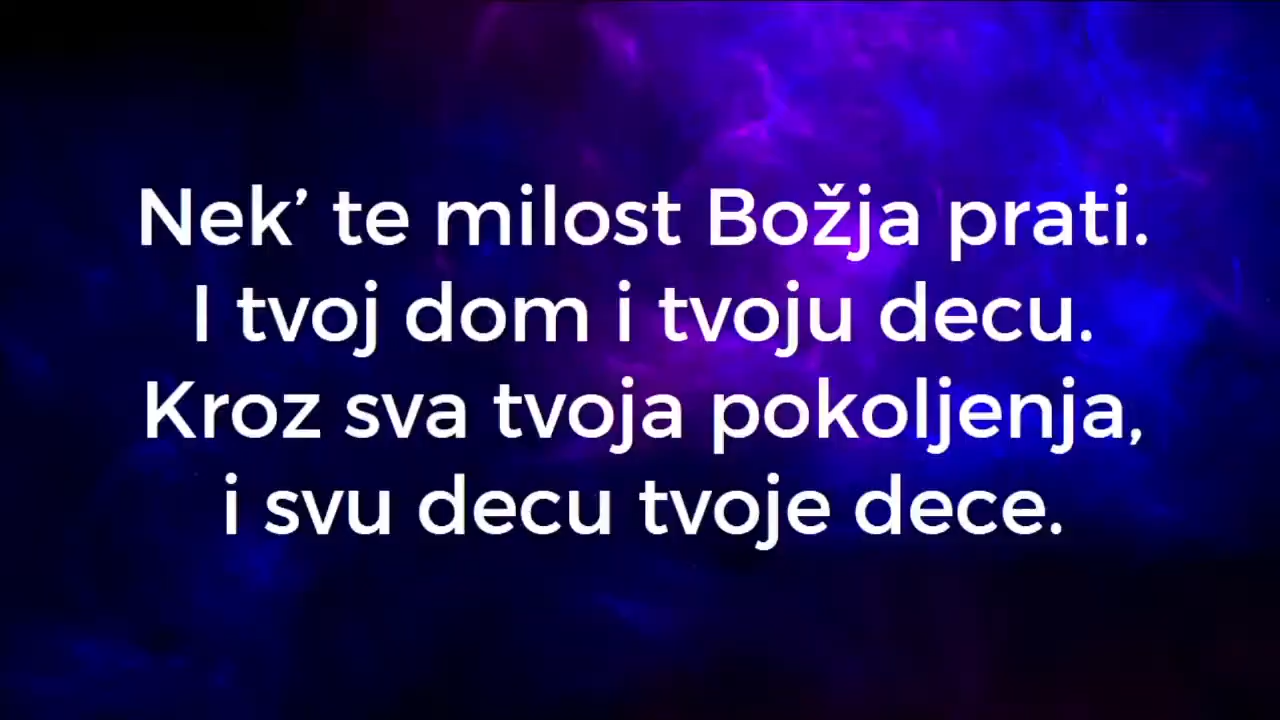 Nek’ te milost Božja prati.
I tvoj dom i tvoju decu.
Kroz sva tvoja pokoljenja,
i svu decu tvoje dece.